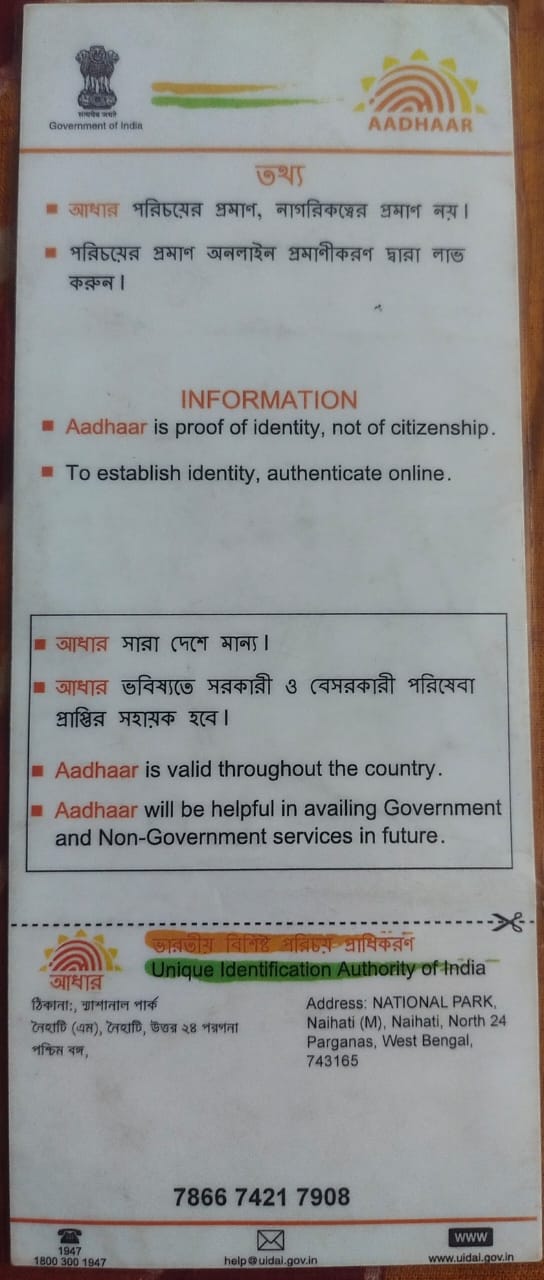 सत्यमेव जयते
Government of India
AADHAAR
তথ্য
আধার পরিচয়ের প্রমাণ, নাগরিকত্বের প্রমাণ নয়।
পরিচয়ের প্রমাণ অনলাইন প্রমাণীকরণ দ্বারা লাভ
করুন।
INFORMATION
Aadhaar is proof of identity, not of citizenship.
To establish identity, authenticate online.
আধার সারা দেশে মান্য।
আধার ভবিষ্যতে সরকারী ও বেসরকারী পরিষেবা
প্রাপ্তির সহায়ক হবে।
Aadhaar is valid throughout the country.
Aadhaar will be helpful in availing Government
and Non-Government services in future.
ভারতীয় বিশিষ্ট পরিচয় প্রাধিকরণ
Unique Identification Authority of India
আধার
ঠিকানা:, ন্যাশানাল পার্ক
নৈহাটি (এম), নৈহাটি, উত্তর ২৪ পরগনা
পশ্চিম বঙ্গ,
Address: NATIONAL PARK,
Naihati (M), Naihati, North 24
Parganas, West Bengal,
743165
7866 7421 7908
1947
1800 300 1947
help@uidai.gov.in
WWW
www.uidai.gov.in